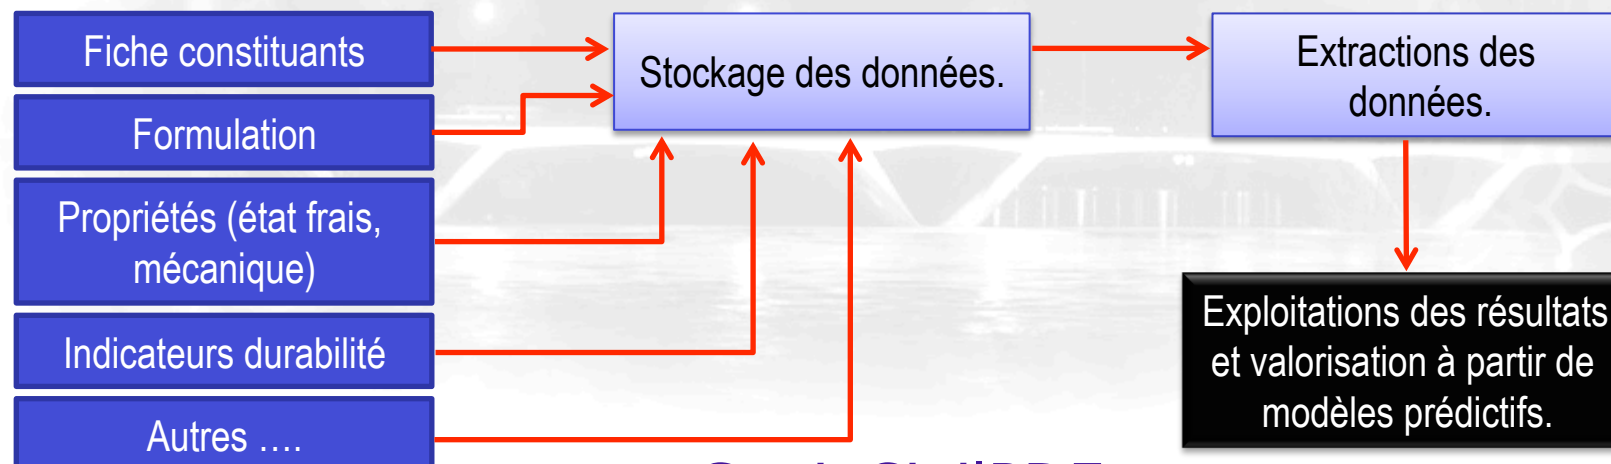 Fiche constituants
Formulation
Propriétés (état frais,
mécanique)
Indicateurs durabilité
Autres ....
Stockage des données.
Extractions des
données.
Exploitations des résultats
et valorisation à partir de
modèles prédictifs.